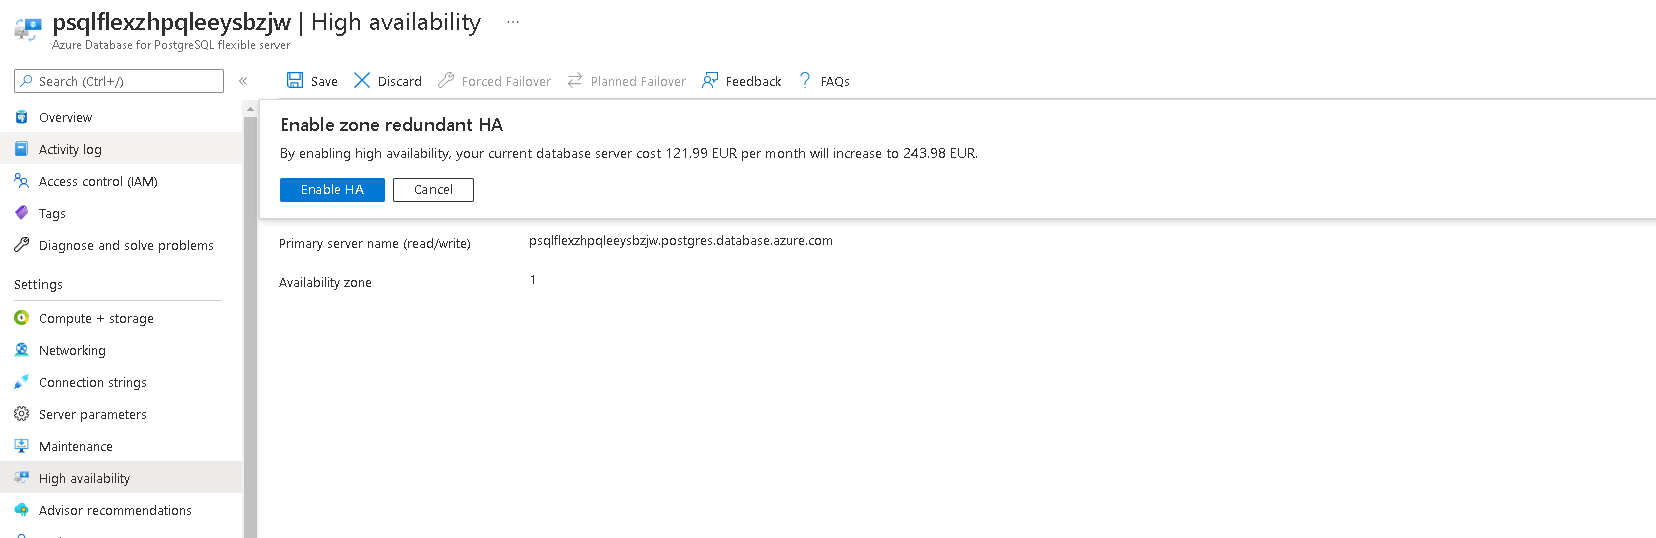 psqlflexzhpqleeysbzjw | High availability ...
Azure Database for PostgreSQL flexible server
Search (Ctrl+/)
«
Save
Discard
Forced Failover
Planned Failover
Feedback
FAQs
Overview
Activity log
Access control (IAM)
Tags
Diagnose and solve problems
Settings
Compute + storage
Networking
Connection strings
Server parameters
Maintenance
High availability
Advisor recommendations
Enable zone redundant HA
By enabling high availability, your current database server cost 121.99 EUR per month will increase to 243.98 EUR.
Enable HA
Cancel
Primary server name (read/write) psqlflexzhpqleeysbzjw.postgres.database.azure.com
Availability zone 1